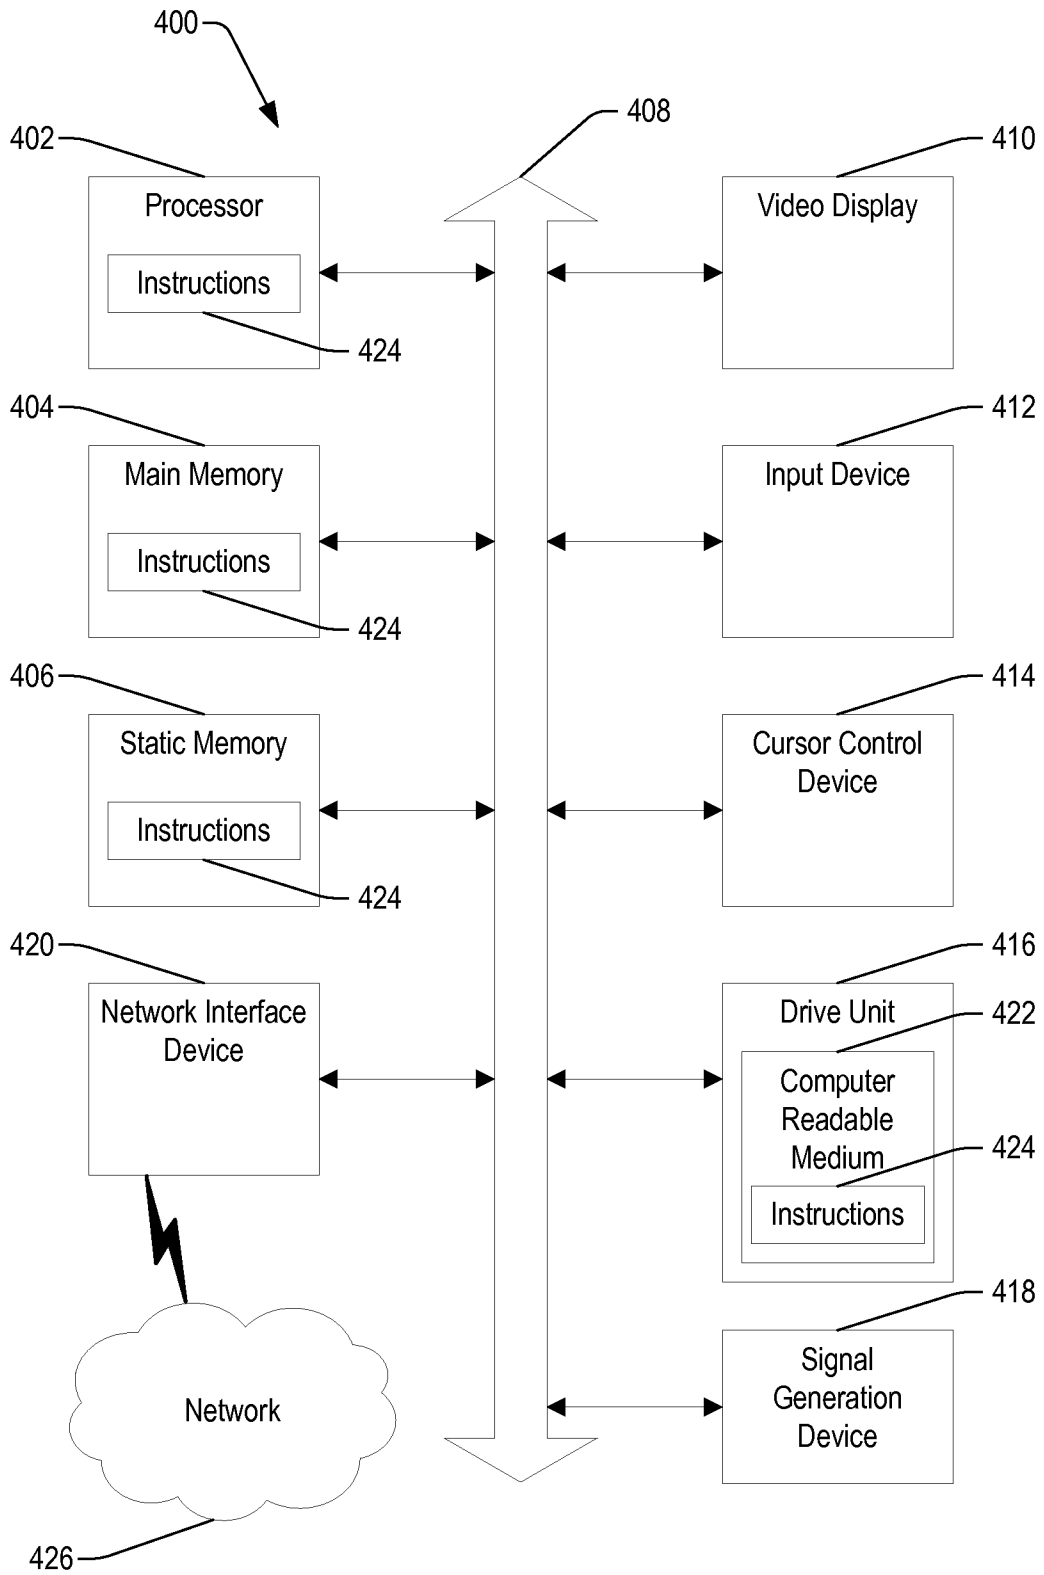 400
408
402
Processor
Instructions
424
404
Main Memory
Instructions
424
406
Static Memory
Instructions
424
420
Network Interface
Device
Network
426
410
Video Display
412
Input Device
414
Cursor Control
Device
416
Drive Unit
422
Computer
Readable
Medium
424
Instructions
418
Signal
Generation
Device